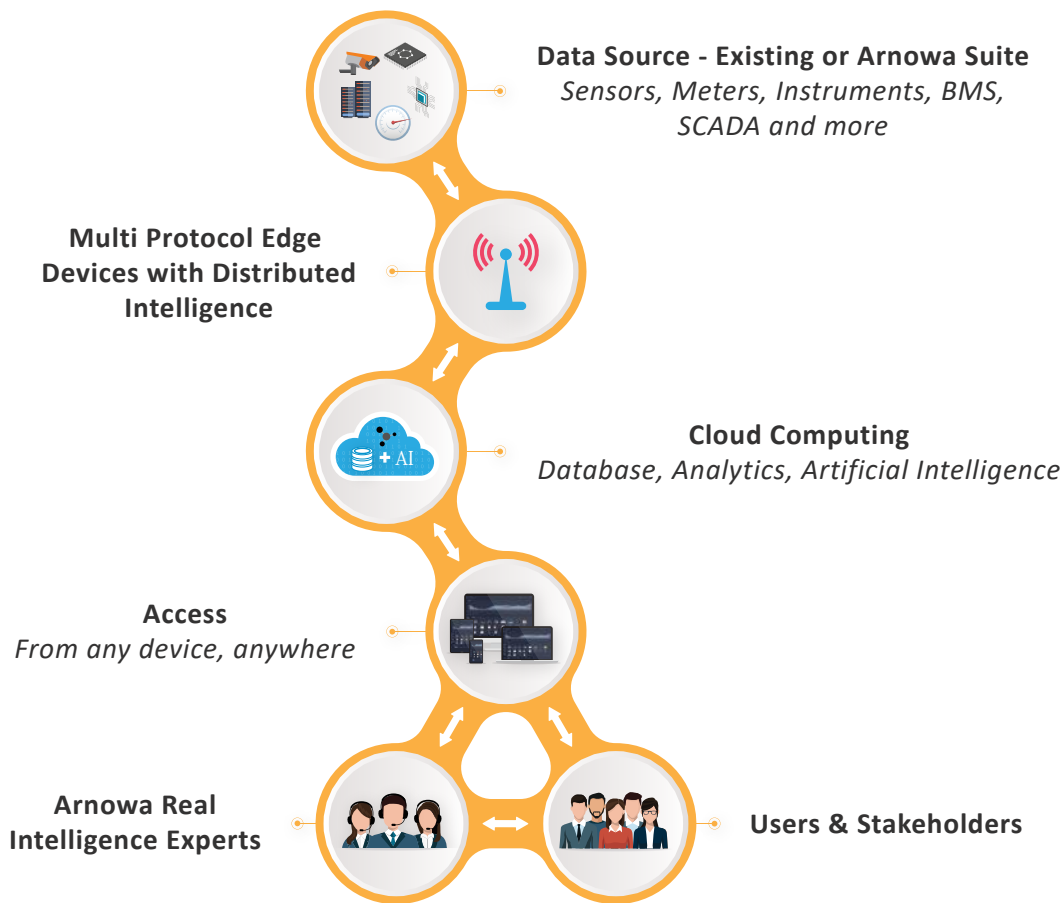 Data Source - Existing or Arnowa Suite
Sensors, Meters, Instruments, BMS,
SCADA and more
Multi Protocol Edge
Devices with Distributed
Intelligence
+ AI
Cloud Computing
Database, Analytics, Artificial Intelligence
Access
From any device, anywhere
Arnowa Real
Intelligence Experts
Users & Stakeholders